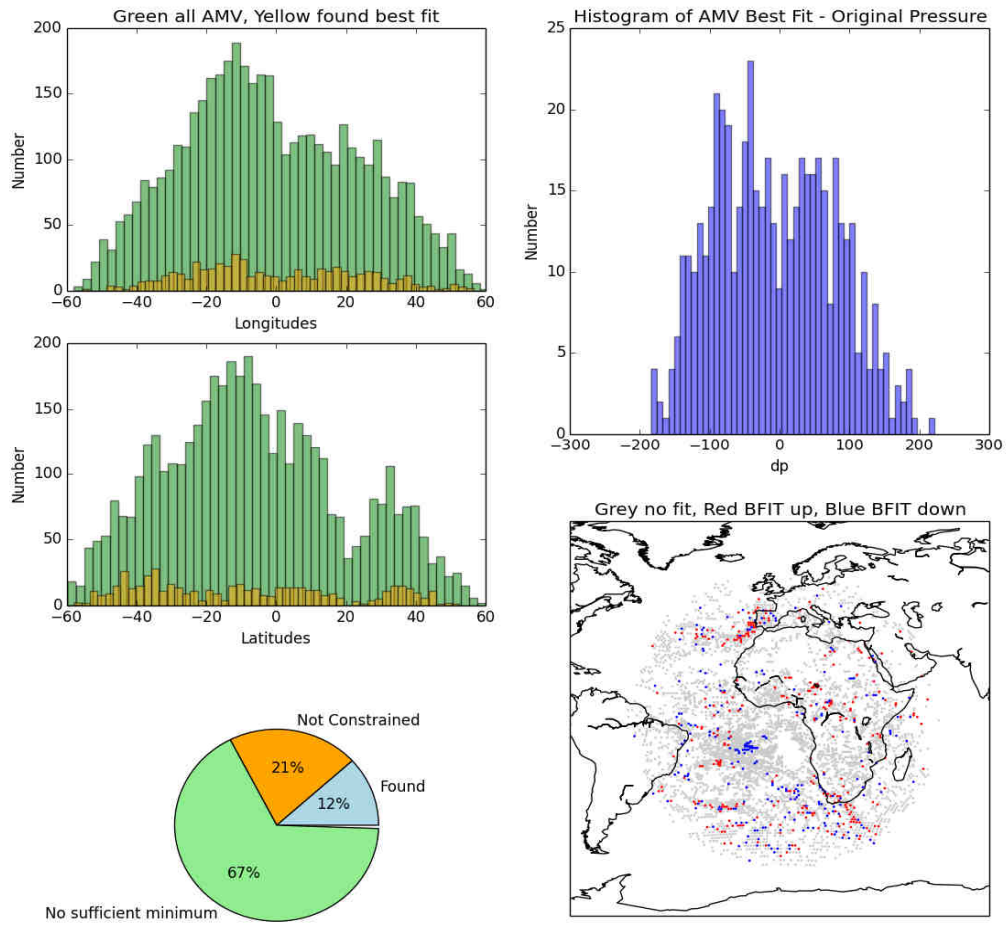 Green all AMV, Yellow found best fit
200
150
100
50
0
Number
−60 −40 −20 0 20 40 60
Longitudes
200
150
100
50
0
Number
−60 −40 −20 0 20 40 60
Latitudes
Not Constrained
21%
Found
12%
67%
No sufficient minimum
Histogram of AMV Best Fit - Original Pressure
25
20
15
10
5
0
Number
−300 −200 −100 0 100 200 300
dp
Grey no fit, Red BFIT up, Blue BFIT down